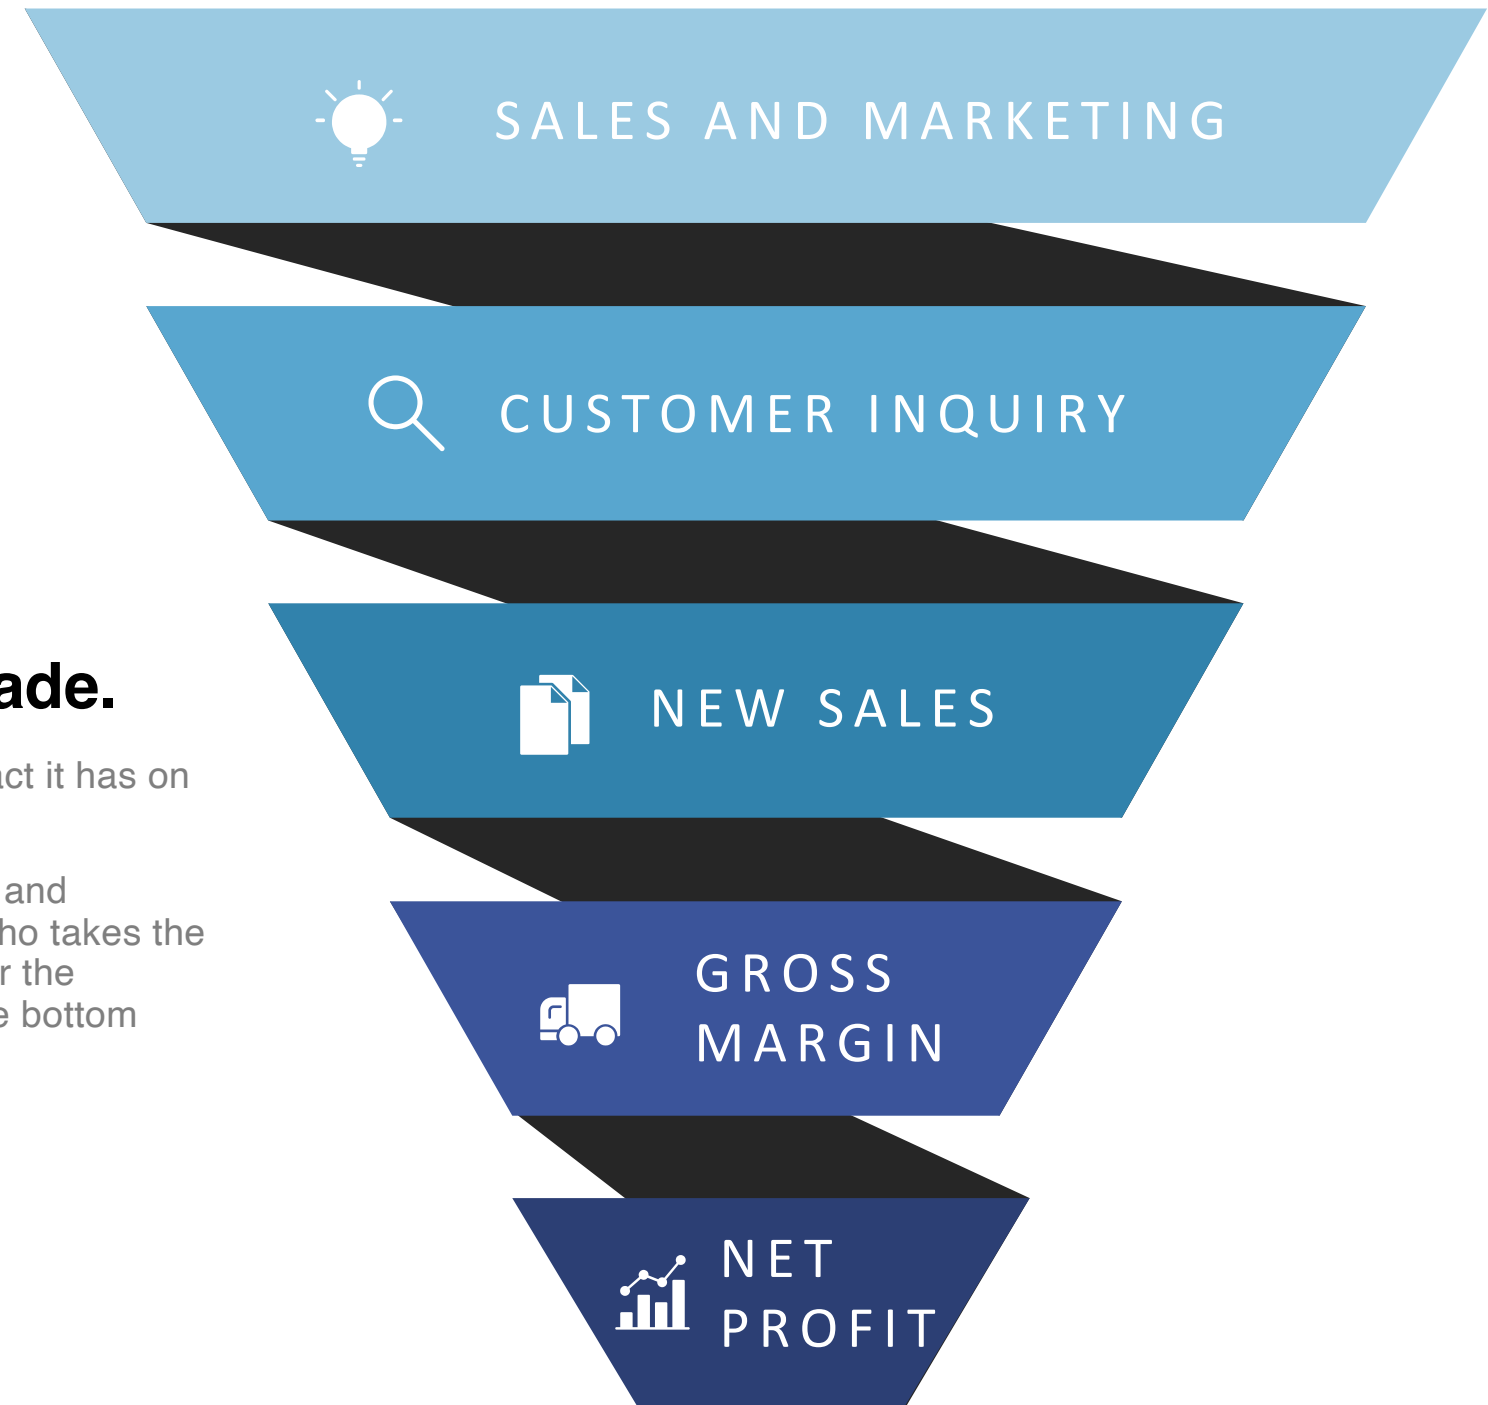 SALES AND MARKETING
CUSTOMER INQUIRY
NEW SALES
GROSS
MARGIN
NET
PROFIT
ade.
act it has on
and
ho takes the
r the
e bottom